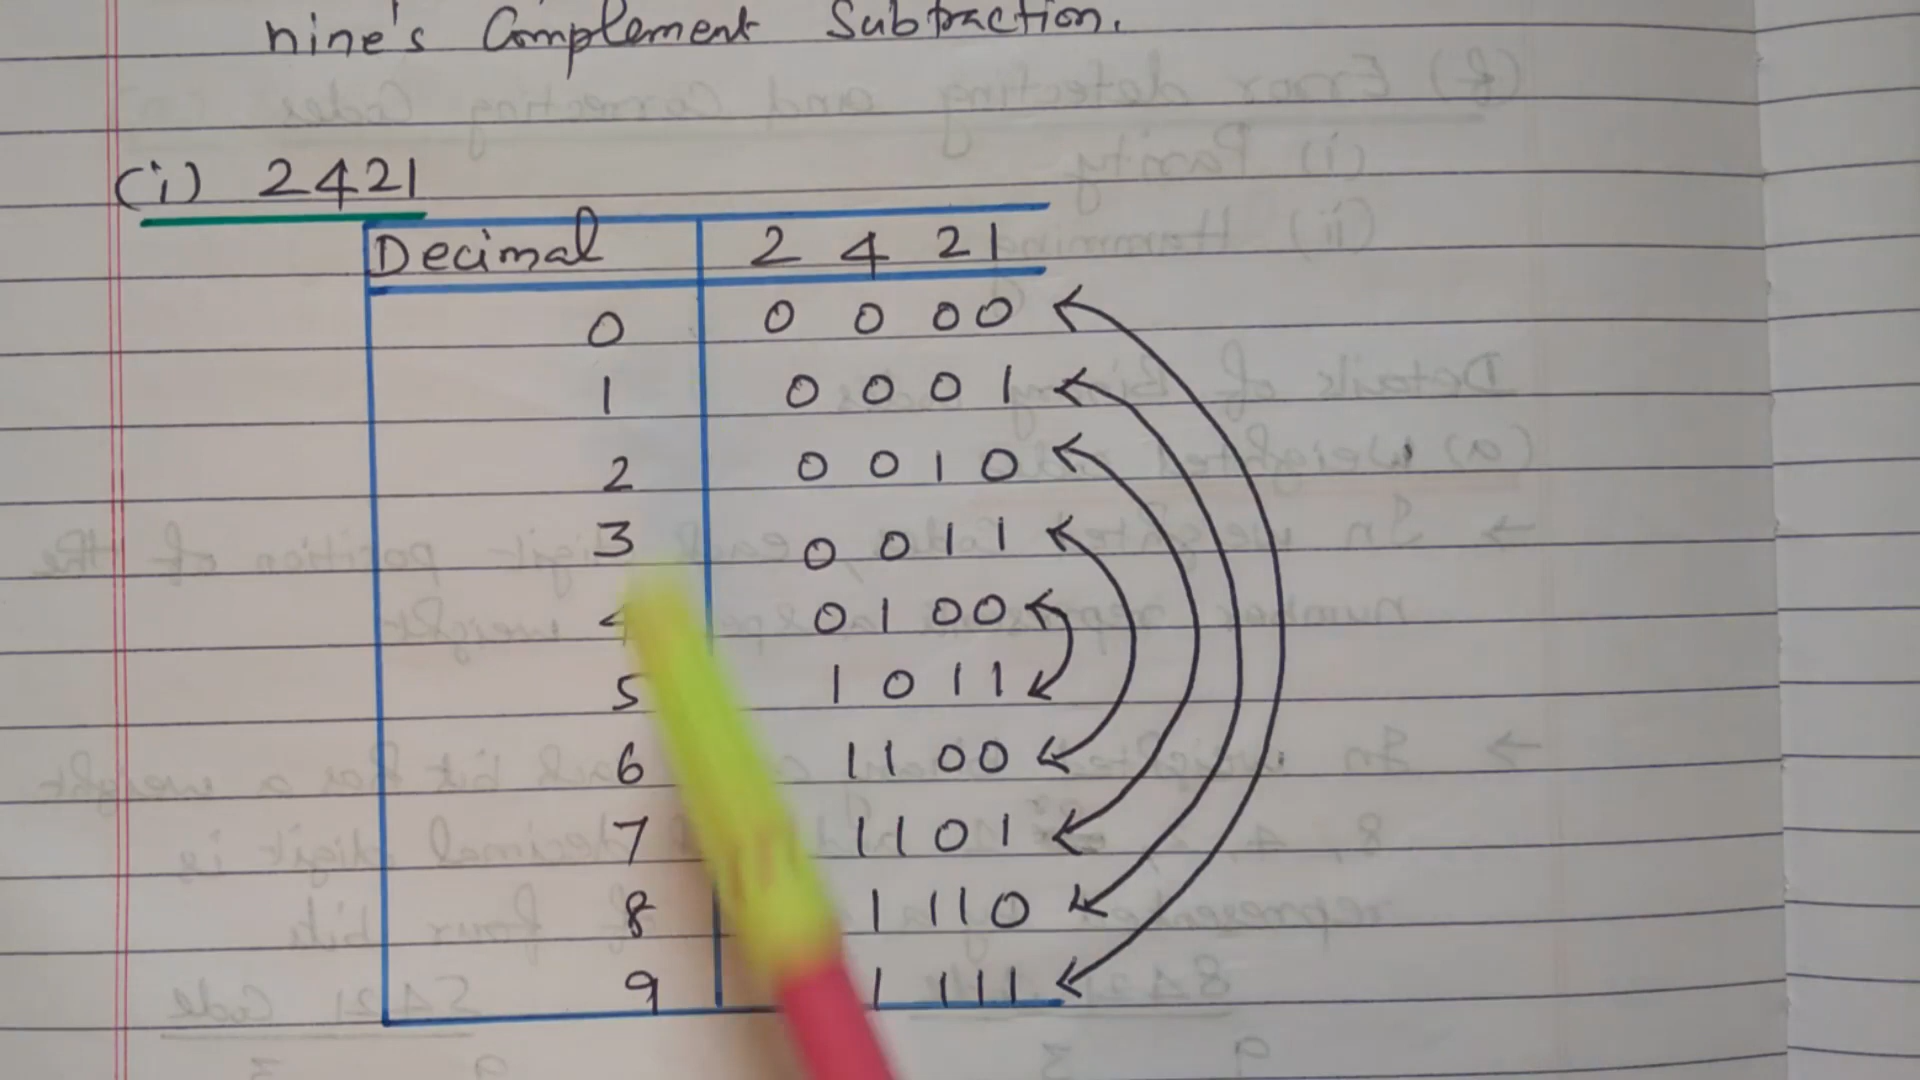 nine's Complement Subtraction.
(i) 2421
Decimal 2 4 2 1
0 0 0 0 0
1 0 0 0 1
2 0 0 1 0
3 0 0 1 1
4 0 1 0 0
5 1 0 1 1
6 1 1 0 0
7 1 1 0 1
8 1 1 1 0
9 1 1 1 1